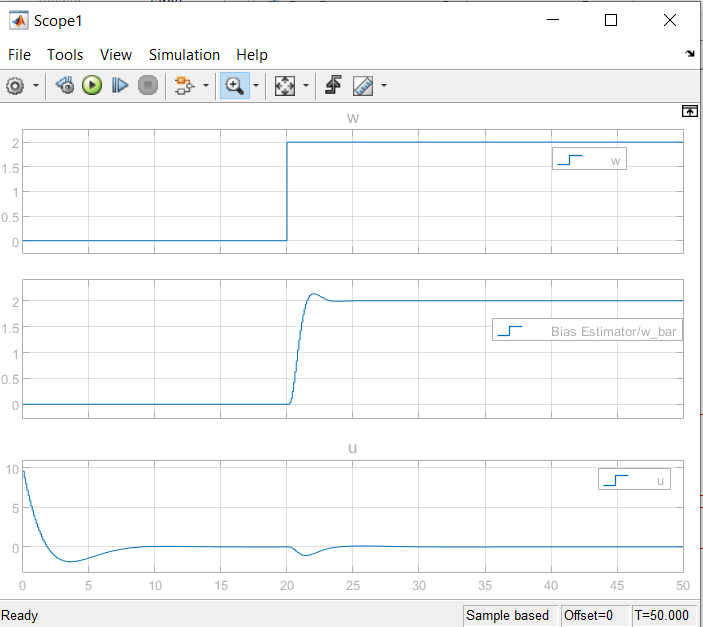 Scope1
File Tools View Simulation Help
w
2
1.5
1
0.5
0
w
2
1.5
1
0.5
0
Bias Estimator/w_bar
u
10
5
0
u
0 5 10 15 20 25 30 35 40 45 50
Ready Sample based Offset=0 T=50.000